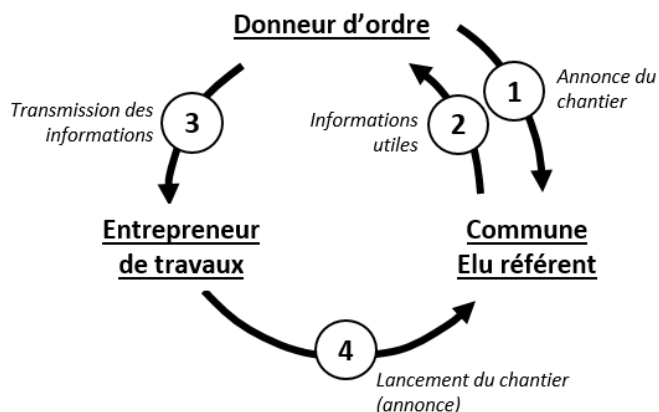 Donneur d'ordre
1
Annonce du
chantier
2
Informations
utiles
3
Transmission des
informations
Entrepreneur
de travaux
Commune
Elu référent
4
Lancement du chantier
(annonce)